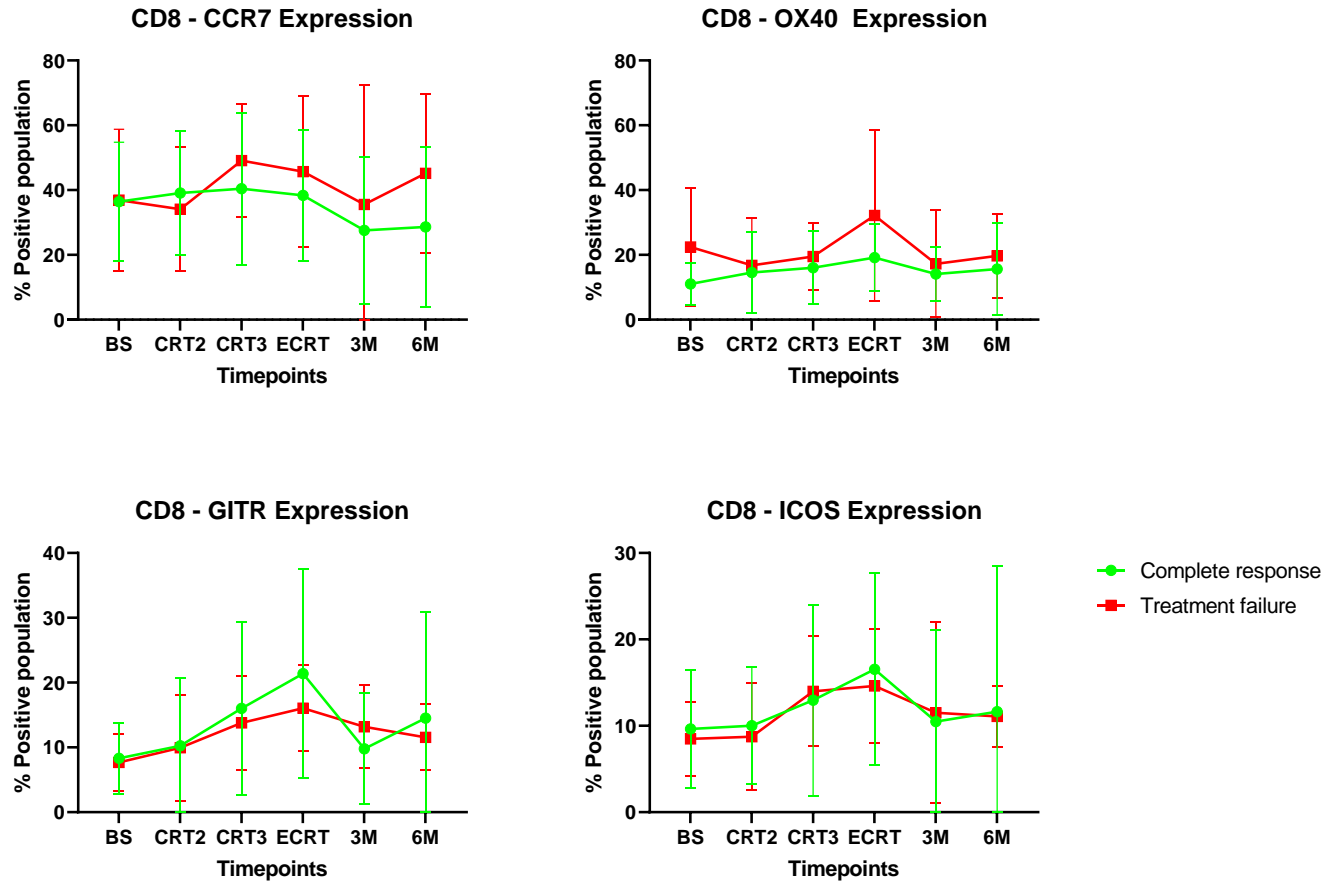 CD8 - CCR7 Expression
80
60
40
20
0
% Positive population
BS CRT2 CRT3 ECRT 3M 6M
Timepoints
CD8 - OX40  Expression
80
60
40
20
0
% Positive population
BS CRT2 CRT3 ECRT 3M 6M
Timepoints
CD8 - GITR Expression
40
30
20
10
0
% Positive population
BS CRT2 CRT3 ECRT 3M 6M
Timepoints
CD8 - ICOS Expression
30
20
10
0
% Positive population
BS CRT2 CRT3 ECRT 3M 6M
Timepoints
Complete response
Treatment failure